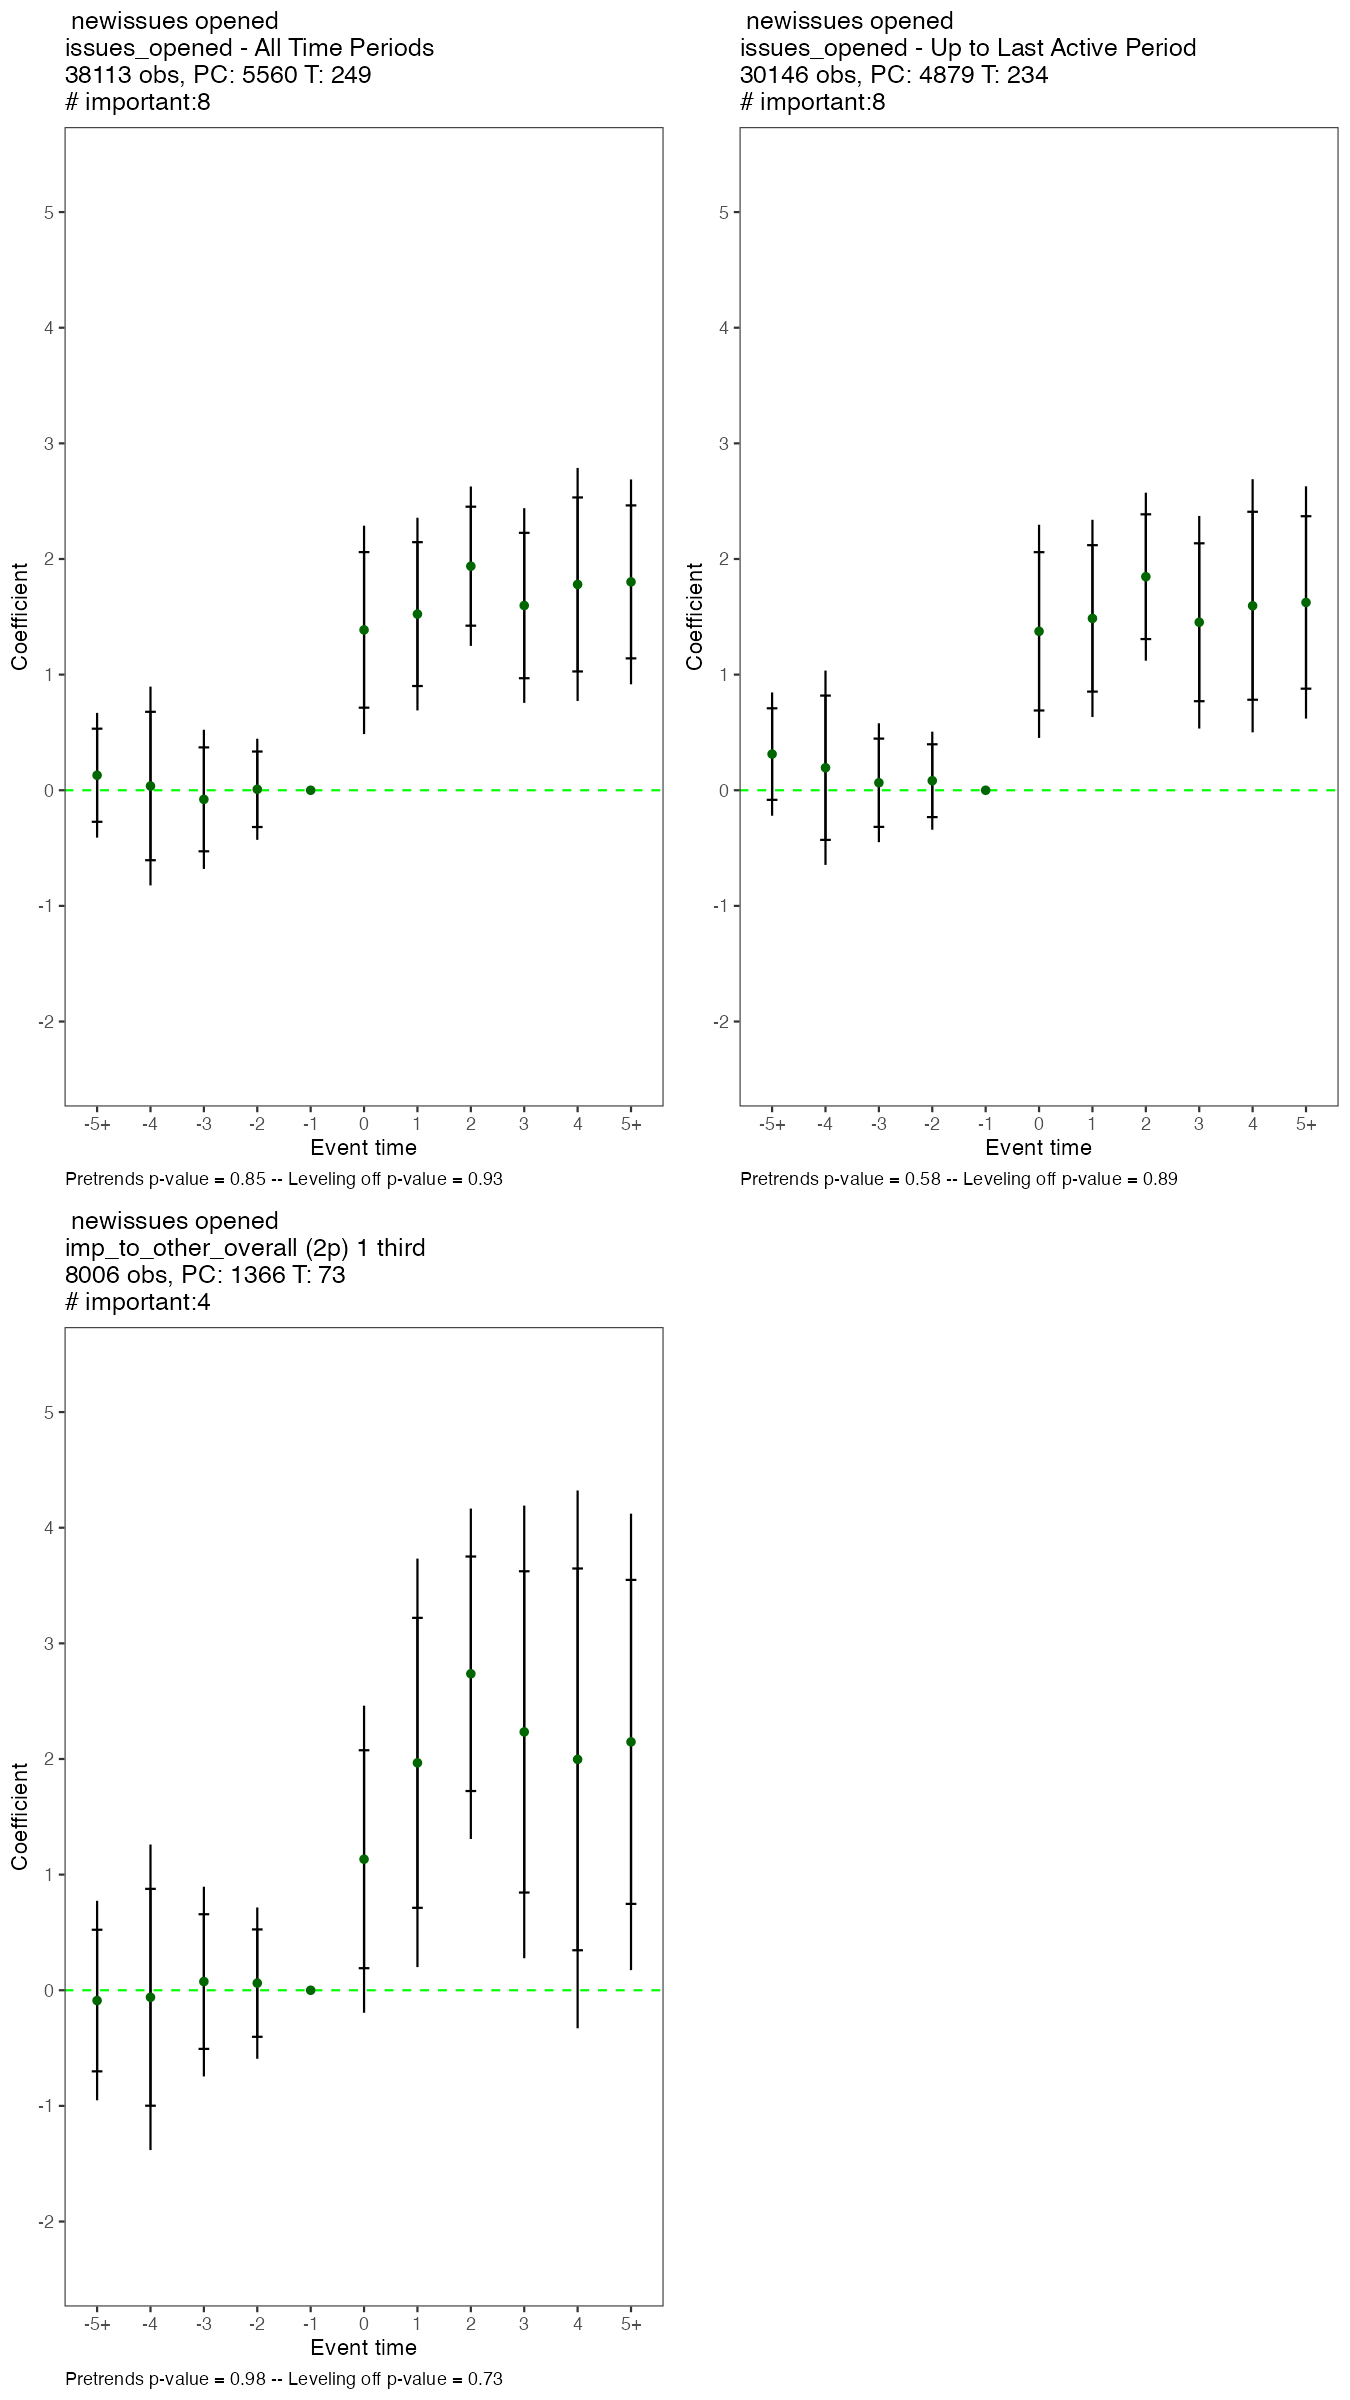 newissues opened
issues_opened - All Time Periods
38113 obs, PC: 5560 T: 249
# important:8
5
4
3
2
1
0
-1
-2
Coefficient
-5+ -4 -3 -2 -1 0 1 2 3 4 5+
Event time
Pretrends p-value = 0.85 -- Leveling off p-value = 0.93
newissues opened
issues_opened - Up to Last Active Period
30146 obs, PC: 4879 T: 234
# important:8
5
4
3
2
1
0
-1
-2
Coefficient
-5+ -4 -3 -2 -1 0 1 2 3 4 5+
Event time
Pretrends p-value = 0.58 -- Leveling off p-value = 0.89
newissues opened
imp_to_other_overall (2p) 1 third
8006 obs, PC: 1366 T: 73
# important:4
5
4
3
2
1
0
-1
-2
Coefficient
-5+ -4 -3 -2 -1 0 1 2 3 4 5+
Event time
Pretrends p-value = 0.98 -- Leveling off p-value = 0.73